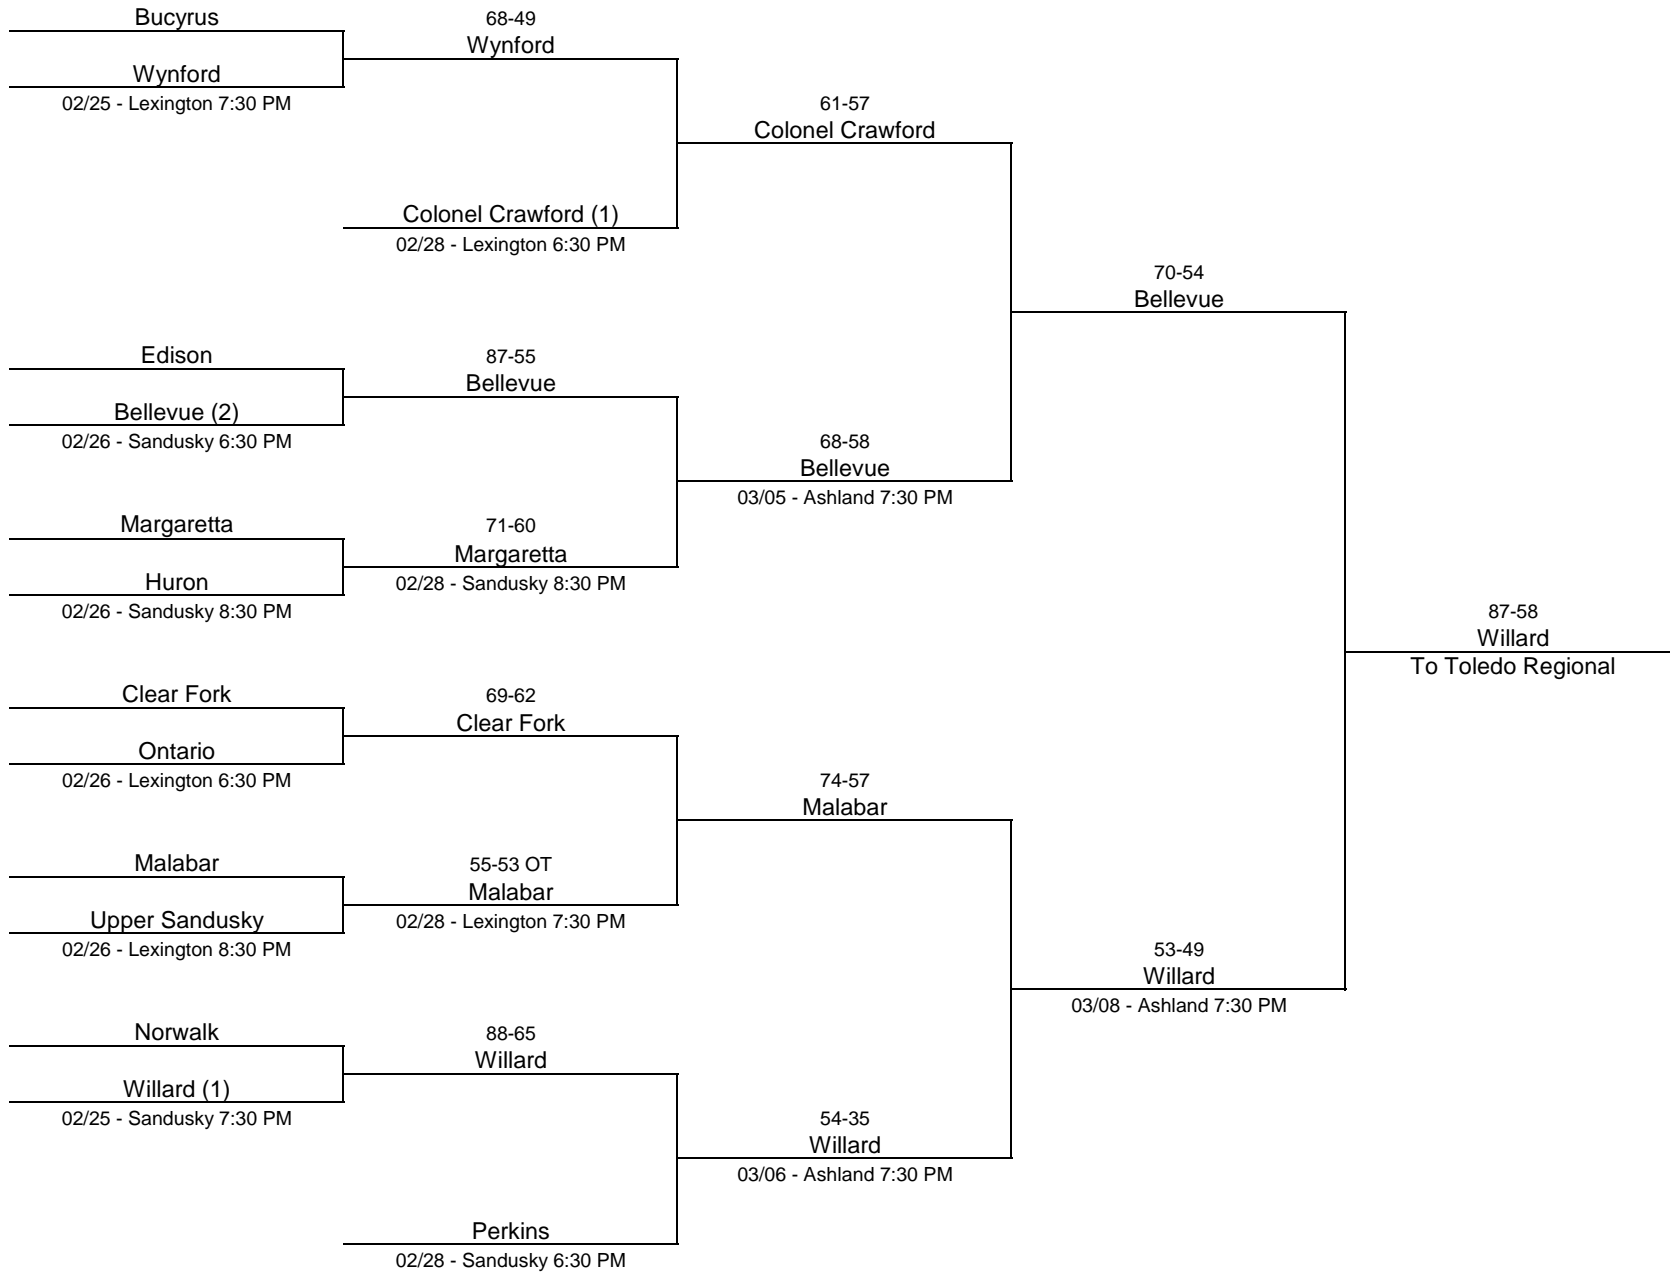 Bucyrus
68-49
Wynford
Wynford
02/25 - Lexington 7:30 PM
61-57
Colonel Crawford
Colonel Crawford (1)
02/28 - Lexington 6:30 PM
70-54
Bellevue
Edison
87-55
Bellevue
Bellevue (2)
02/26 - Sandusky 6:30 PM
68-58
Bellevue
03/05 - Ashland 7:30 PM
Margaretta
71-60
Margaretta
Huron
02/28 - Sandusky 8:30 PM
02/26 - Sandusky 8:30 PM
87-58
Willard
To Toledo Regional
Clear Fork
69-62
Clear Fork
Ontario
02/26 - Lexington 6:30 PM
74-57
Malabar
Malabar
55-53 OT
Malabar
Upper Sandusky
02/28 - Lexington 7:30 PM
02/26 - Lexington 8:30 PM
53-49
Willard
03/08 - Ashland 7:30 PM
Norwalk
88-65
Willard
Willard (1)
02/25 - Sandusky 7:30 PM
54-35
Willard
03/06 - Ashland 7:30 PM
Perkins
02/28 - Sandusky 6:30 PM